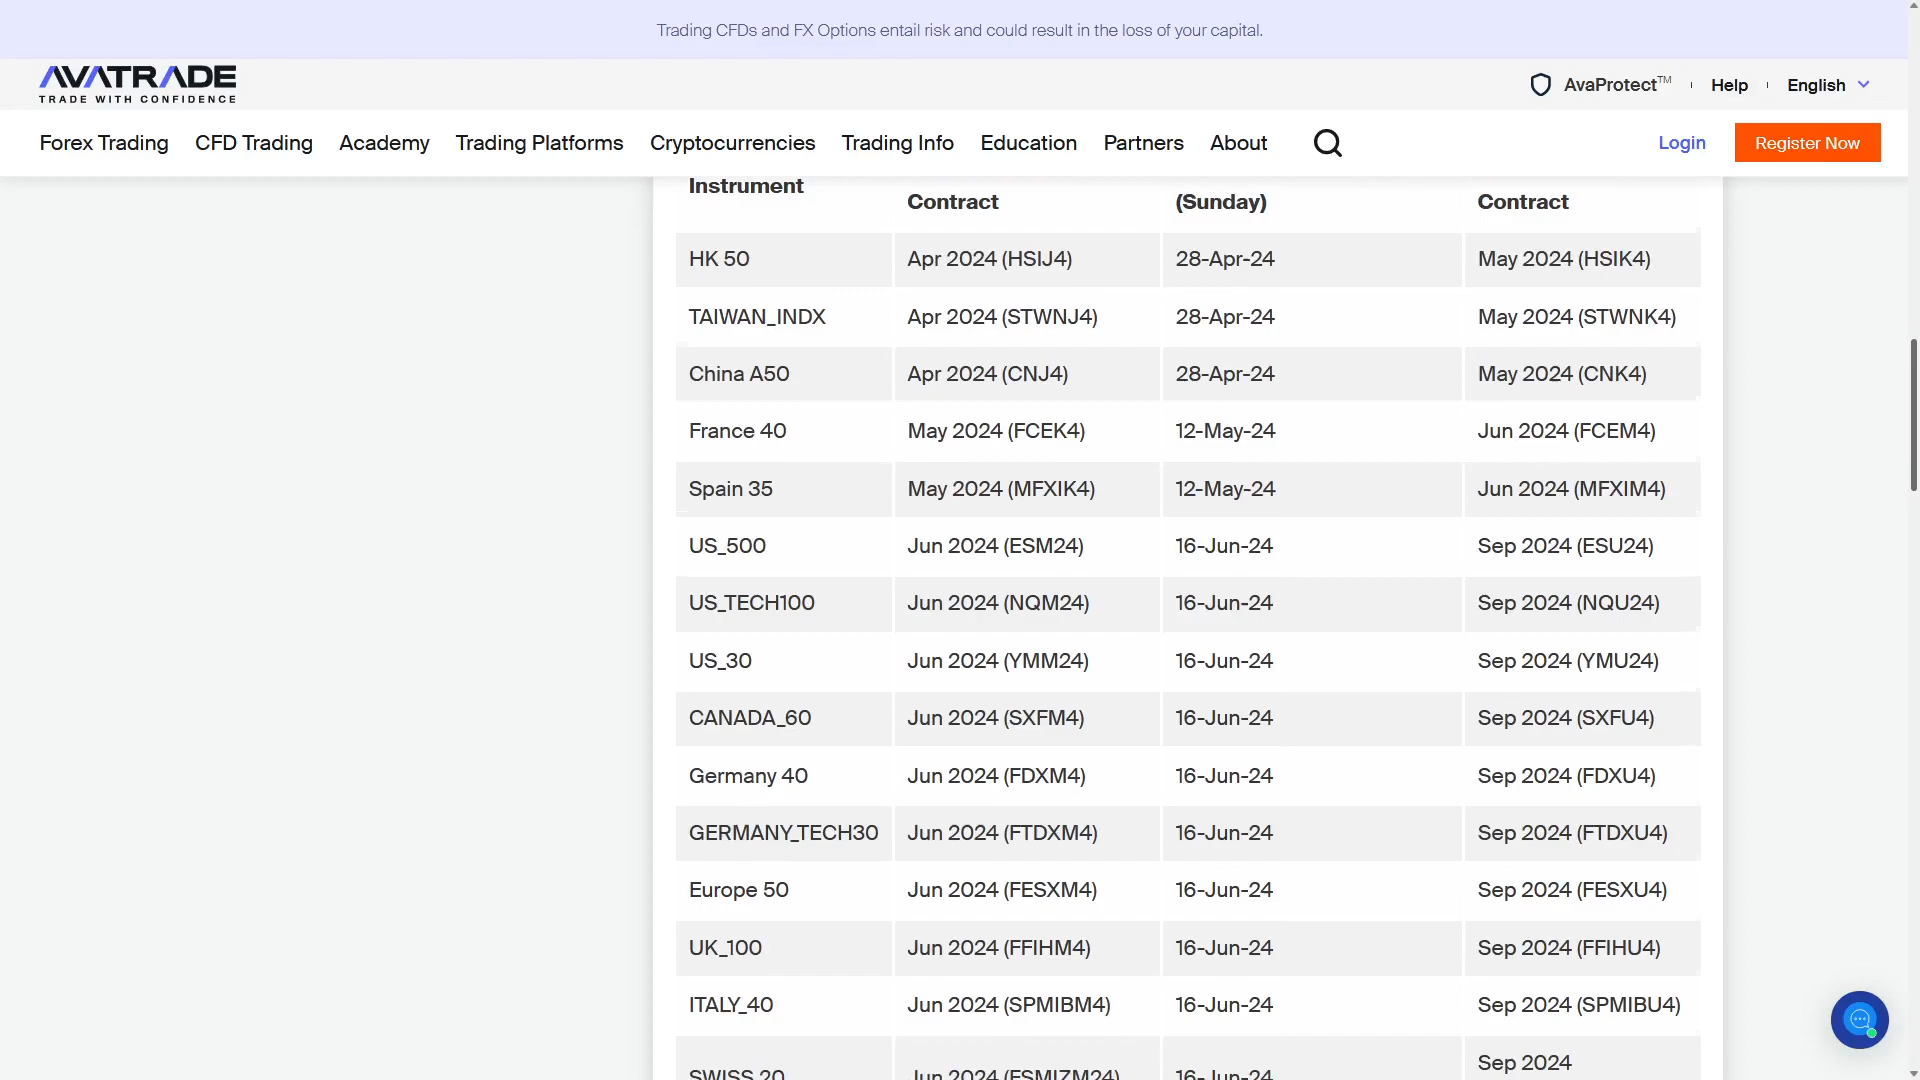 Trading CFDs and FX Options entail risk and could result in the loss of your capital.
AVATRADE
TRADE WITH CONFIDENCE
AvaProtect™ Help English
Forex Trading CFD Trading Academy Trading Platforms Cryptocurrencies Trading Info Education Partners About Login Register Now
Instrument Contract (Sunday) Contract
HK 50 Apr 2024 (HSIJ4) 28-Apr-24 May 2024 (HSIK4)
TAIWAN_INDX Apr 2024 (STWNJ4) 28-Apr-24 May 2024 (STWNK4)
China A50 Apr 2024 (CNJ4) 28-Apr-24 May 2024 (CNK4)
France 40 May 2024 (FCEK4) 12-May-24 Jun 2024 (FCEM4)
Spain 35 May 2024 (MFXIK4) 12-May-24 Jun 2024 (MFXIM4)
US_500 Jun 2024 (ESM24) 16-Jun-24 Sep 2024 (ESU24)
US_TECH100 Jun 2024 (NQM24) 16-Jun-24 Sep 2024 (NQU24)
US_30 Jun 2024 (YMM24) 16-Jun-24 Sep 2024 (YMU24)
CANADA_60 Jun 2024 (SXFM4) 16-Jun-24 Sep 2024 (SXFU4)
Germany 40 Jun 2024 (FDXM4) 16-Jun-24 Sep 2024 (FDXU4)
GERMANY_TECH30 Jun 2024 (FTDXM4) 16-Jun-24 Sep 2024 (FTDXU4)
Europe 50 Jun 2024 (FESXM4) 16-Jun-24 Sep 2024 (FESXU4)
UK_100 Jun 2024 (FFIHM4) 16-Jun-24 Sep 2024 (FFIHU4)
ITALY_40 Jun 2024 (SPMIBM4) 16-Jun-24 Sep 2024 (SPMIBU4)
SWISS 20 Jun 2024 (FSMIZM24) 16-Jun-24 Sep 2024